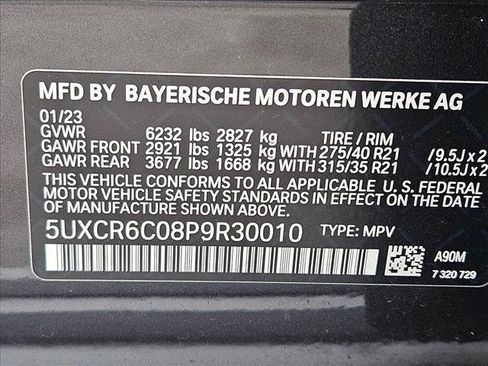 MFD BY BAYERISCHE MOTOREN WERKE AG
01/23
GVWR 6232 lbs 2827 kg TIRE / RIM
GAWR FRONT 2921 lbs 1325 kg WITH 275/40 R21 /9.5J x 2
GAWR REAR 3677 lbs 1668 kg WITH 315/35 R21 /10.5J x 2
THIS VEHICLE CONFORMS TO ALL APPLICABLE U. S. FEDERAL
MOTOR VEHICLE SAFETY STANDARDS IN EFFECT ON THE DATE
OF MANUFACTURE SHOWN ABOVE.
5UXCR6C08P9R30010 TYPE: MPV
A90M
7 320 729